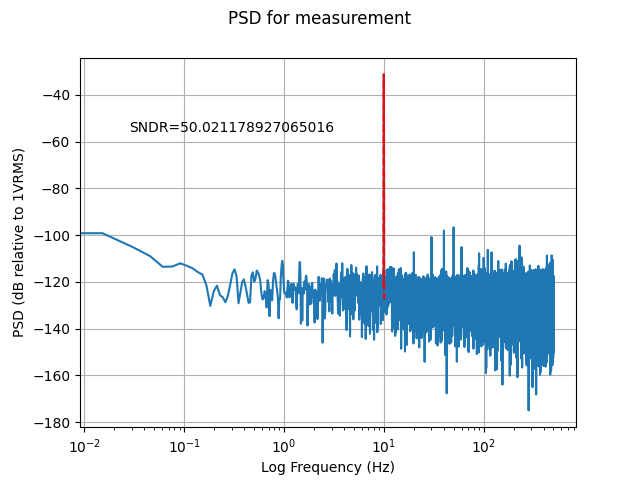 PSD for measurement
PSD (dB relative to 1VRMS)
−40
−60
−80
−100
−120
−140
−160
−180
SNDR=50.021178927065016
10⁻² 10⁻¹ 10⁰ 10¹ 10²
Log Frequency (Hz)